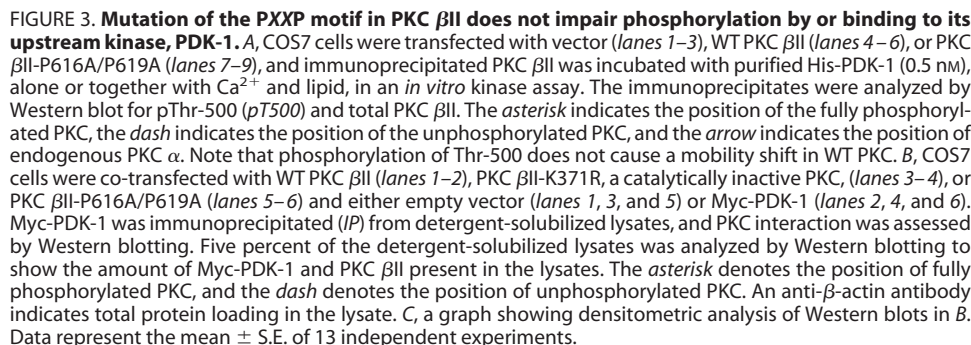 FIGURE 3. Mutation of the PXXP motif in PKC βII does not impair phosphorylation by or binding to its
upstream kinase, PDK-1. A, COS7 cells were transfected with vector (lanes 1–3), WT PKC βII (lanes 4–6), or PKC
βII-P616A/P619A (lanes 7–9), and immunoprecipitated PKC βII was incubated with purified His-PDK-1 (0.5 nM),
alone or together with Ca²⁺ and lipid, in an in vitro kinase assay. The immunoprecipitates were analyzed by
Western blot for pThr-500 (pT500) and total PKC βII. The asterisk indicates the position of the fully phosphoryl-
ated PKC, the dash indicates the position of the unphosphorylated PKC, and the arrow indicates the position of
endogenous PKC α. Note that phosphorylation of Thr-500 does not cause a mobility shift in WT PKC. B, COS7
cells were co-transfected with WT PKC βII (lanes 1–2), PKC βII-K371R, a catalytically inactive PKC, (lanes 3–4), or
PKC βII-P616A/P619A (lanes 5–6) and either empty vector (lanes 1, 3, and 5) or Myc-PDK-1 (lanes 2, 4, and 6).
Myc-PDK-1 was immunoprecipitated (IP) from detergent-solubilized lysates, and PKC interaction was assessed
by Western blotting. Five percent of the detergent-solubilized lysates was analyzed by Western blotting to
show the amount of Myc-PDK-1 and PKC βII present in the lysates. The asterisk denotes the position of fully
phosphorylated PKC, and the dash denotes the position of unphosphorylated PKC. An anti-β-actin antibody
indicates total protein loading in the lysate. C, a graph showing densitometric analysis of Western blots in B.
Data represent the mean ± S.E. of 13 independent experiments.